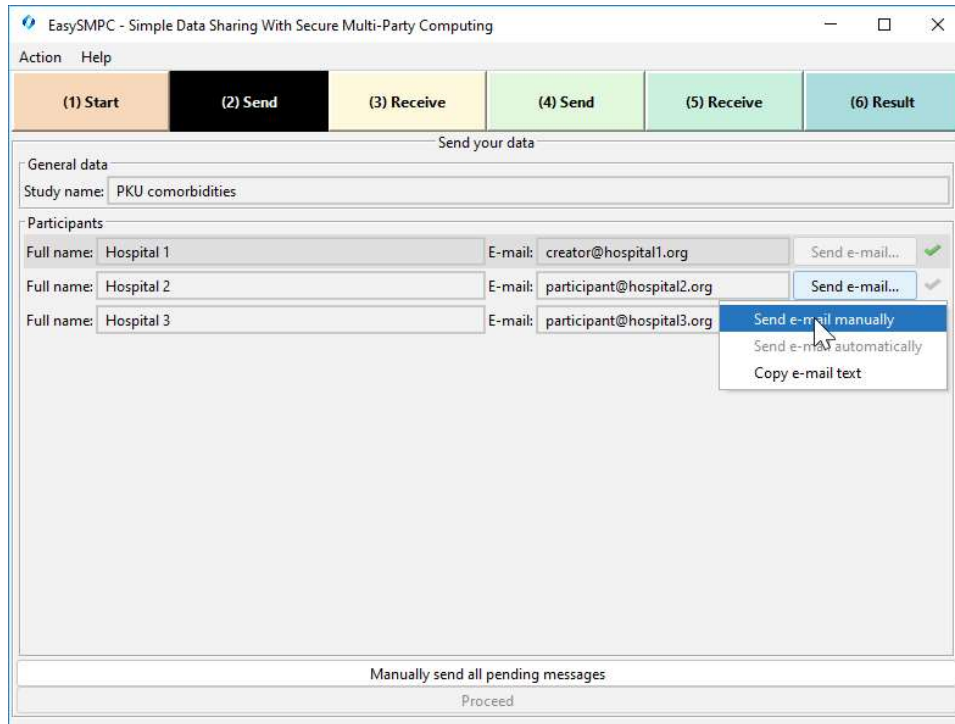 EasySMPC - Simple Data Sharing With Secure Multi-Party Computing
Action Help
(1) Start (2) Send (3) Receive (4) Send (5) Receive (6) Result
Send your data
General data
Study name: PKU comorbidities
Participants
Full name: Hospital 1 E-mail: creator@hospital1.org Send e-mail...
Full name: Hospital 2 E-mail: participant@hospital2.org Send e-mail...
Full name: Hospital 3 E-mail: participant@hospital3.org
Send e-mail manually
Send e-mail automatically
Copy e-mail text
Manually send all pending messages
Proceed